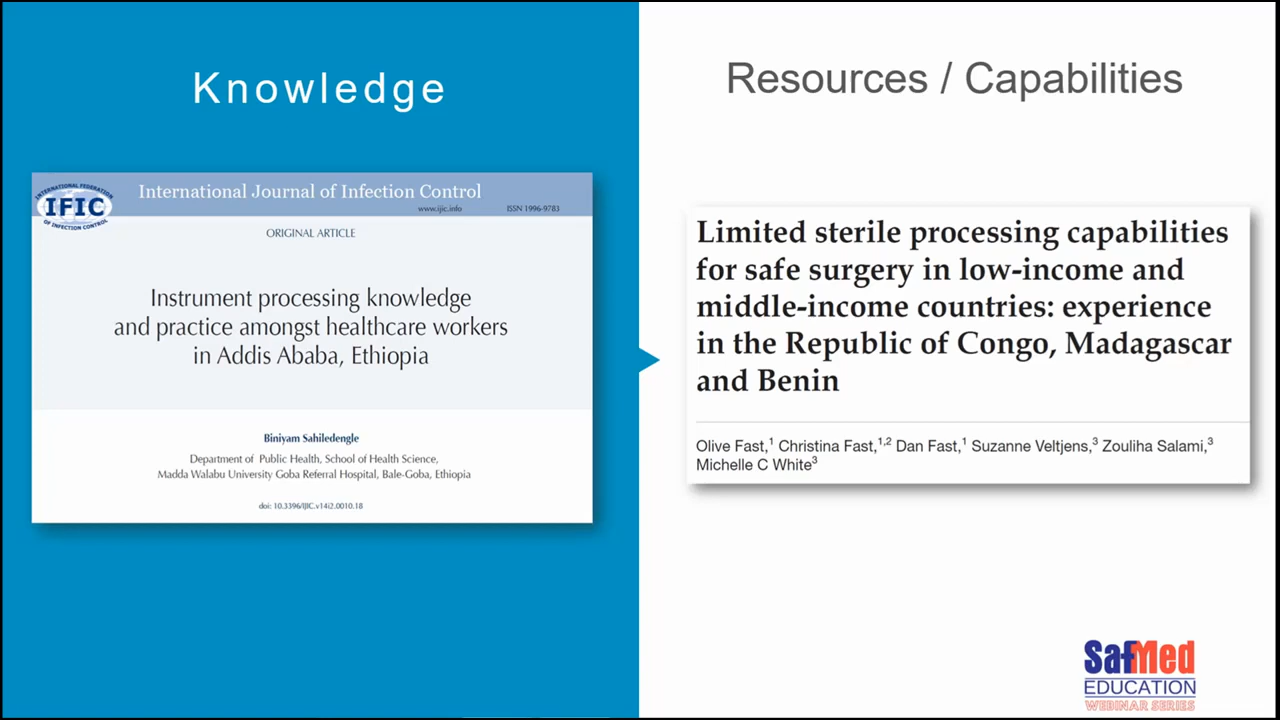 Knowledge
INTERNATIONAL FEDERATION
IFIC
OF INFECTION CONTROL
International Journal of Infection Control
www.ijic.info ISSN 1996-9783
ORIGINAL ARTICLE
Instrument processing knowledge
and practice amongst healthcare workers
in Addis Ababa, Ethiopia
Biniyam Sahiledengle
Department of Public Health, School of Health Science,
Madda Walabu University Goba Referral Hospital, Bale-Goba, Ethiopia
doi: 10.3396/IJIC.v14i2.0010.18
Resources / Capabilities
Limited sterile processing capabilities
for safe surgery in low-income and
middle-income countries: experience
in the Republic of Congo, Madagascar
and Benin
Olive Fast,¹ Christina Fast,¹,² Dan Fast,¹ Suzanne Veltjens,³ Zouliha Salami,³
Michelle C White³
SafMed
EDUCATION
WEBINAR SERIES